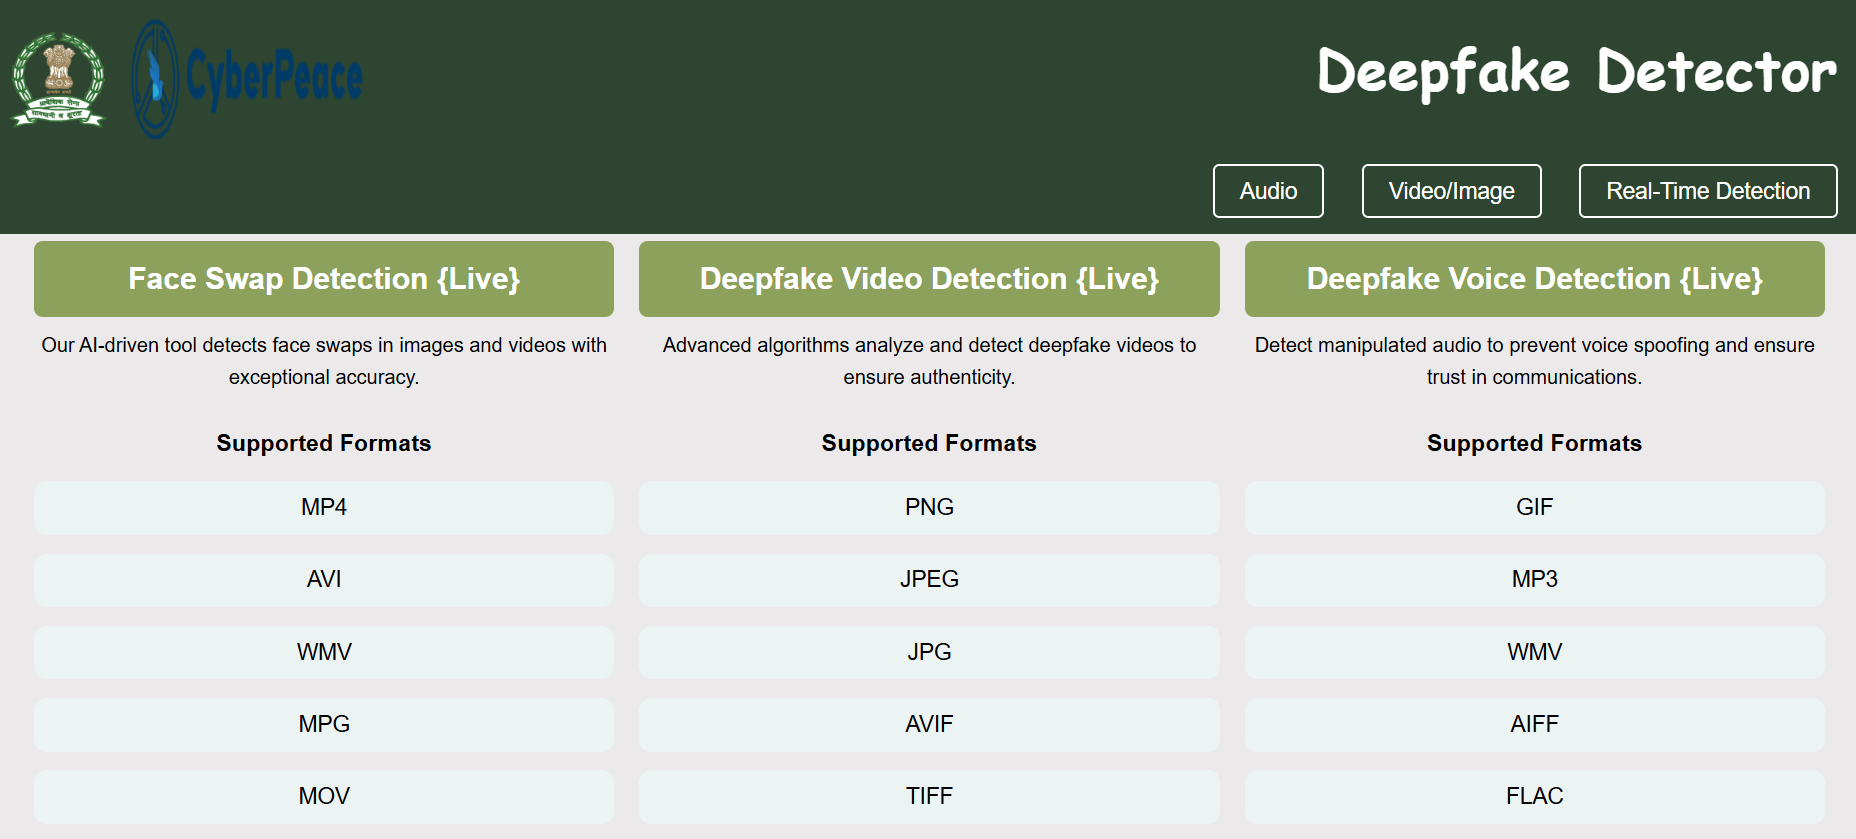 प्रादेशिक सेना
सावधानी व शूरता
CyberPeace
Deepfake Detector
Audio
Video/Image
Real-Time Detection
Face Swap Detection {Live}
Our AI-driven tool detects face swaps in images and videos with
exceptional accuracy.
Supported Formats
MP4
AVI
WMV
MPG
MOV
Deepfake Video Detection {Live}
Advanced algorithms analyze and detect deepfake videos to
ensure authenticity.
Supported Formats
PNG
JPEG
JPG
AVIF
TIFF
Deepfake Voice Detection {Live}
Detect manipulated audio to prevent voice spoofing and ensure
trust in communications.
Supported Formats
GIF
MP3
WMV
AIFF
FLAC